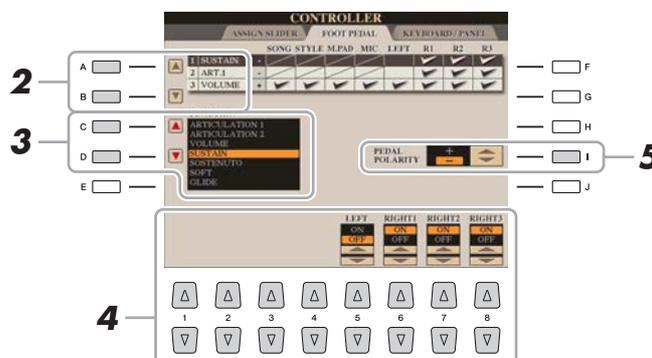 CONTROLLER
ASSIGN SLIDER FOOT PEDAL KEYBOARD/PANEL
SONG STYLE M.PAD MIC LEFT R1 R2 R3
1 SUSTAIN -
2 ART.1 -
3 VOLUME +
2
A
B
F
G
3
C
D
E
ARTICULATION 1
ARTICULATION 2
VOLUME
SUSTAIN
SOSTENUTO
SOFT
GLIDE
PEDAL POLARITY + -
H
I
J
5
LEFT RIGHT1 RIGHT2 RIGHT3
ON ON ON ON
OFF OFF OFF OFF
4
1 2 3 4 5 6 7 8